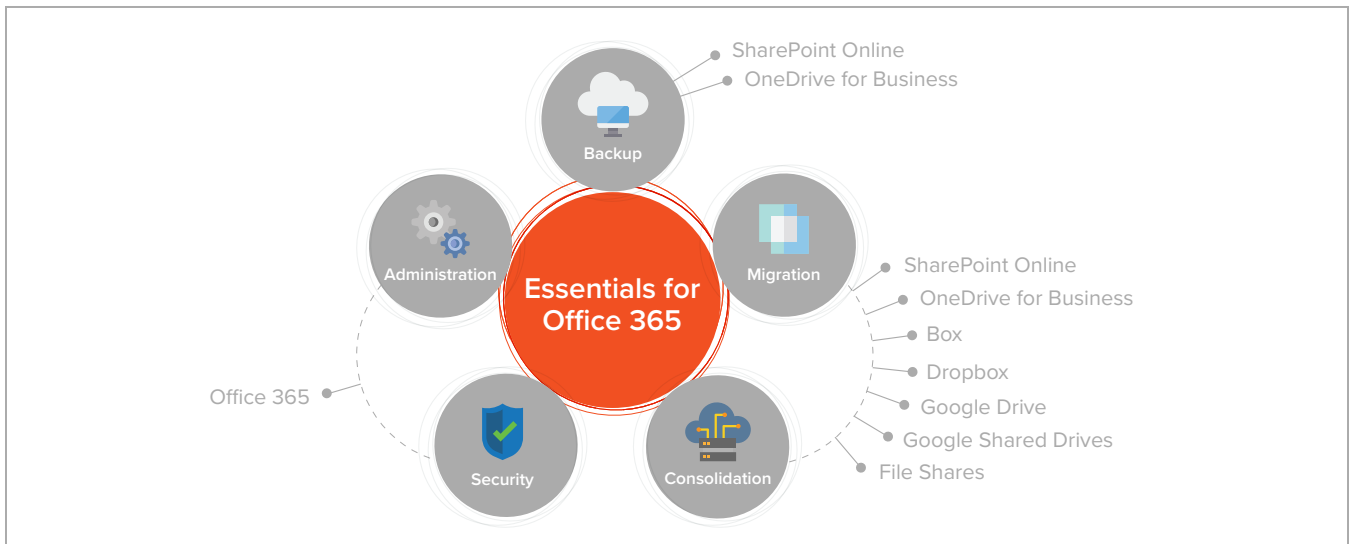 SharePoint Online
OneDrive for Business
Backup
Administration
Essentials for
Office 365
Migration
SharePoint Online
OneDrive for Business
Box
Dropbox
Google Drive
Google Shared Drives
File Shares
Office 365
Security
Consolidation